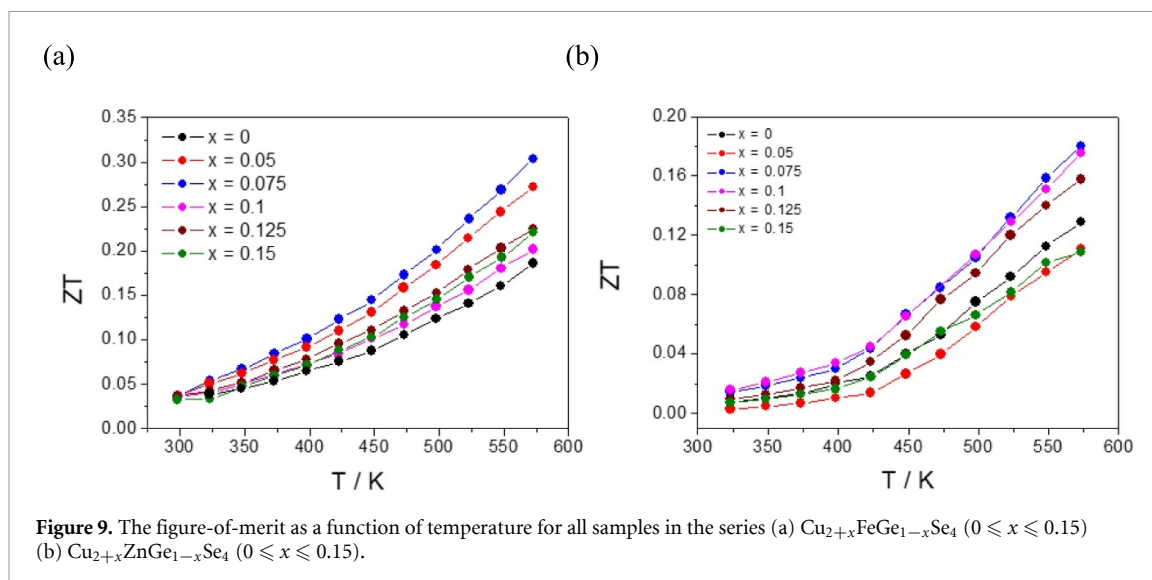 (a)
(b)
0.35
0.30
0.25
0.20
0.15
0.10
0.05
0.00
ZT
x = 0
x = 0.05
x = 0.075
x = 0.1
x = 0.125
x = 0.15
300 350 400 450 500 550 600
T / K
0.20
0.16
0.12
0.08
0.04
0.00
ZT
x = 0
x = 0.05
x = 0.075
x = 0.1
x = 0.125
x = 0.15
300 350 400 450 500 550 600
T / K
Figure 9. The figure-of-merit as a function of temperature for all samples in the series (a) Cu₂₊ₓFeGe₁₋ₓSe₄ (0 ⩽ x ⩽ 0.15)
(b) Cu₂₊ₓZnGe₁₋ₓSe₄ (0 ⩽ x ⩽ 0.15).